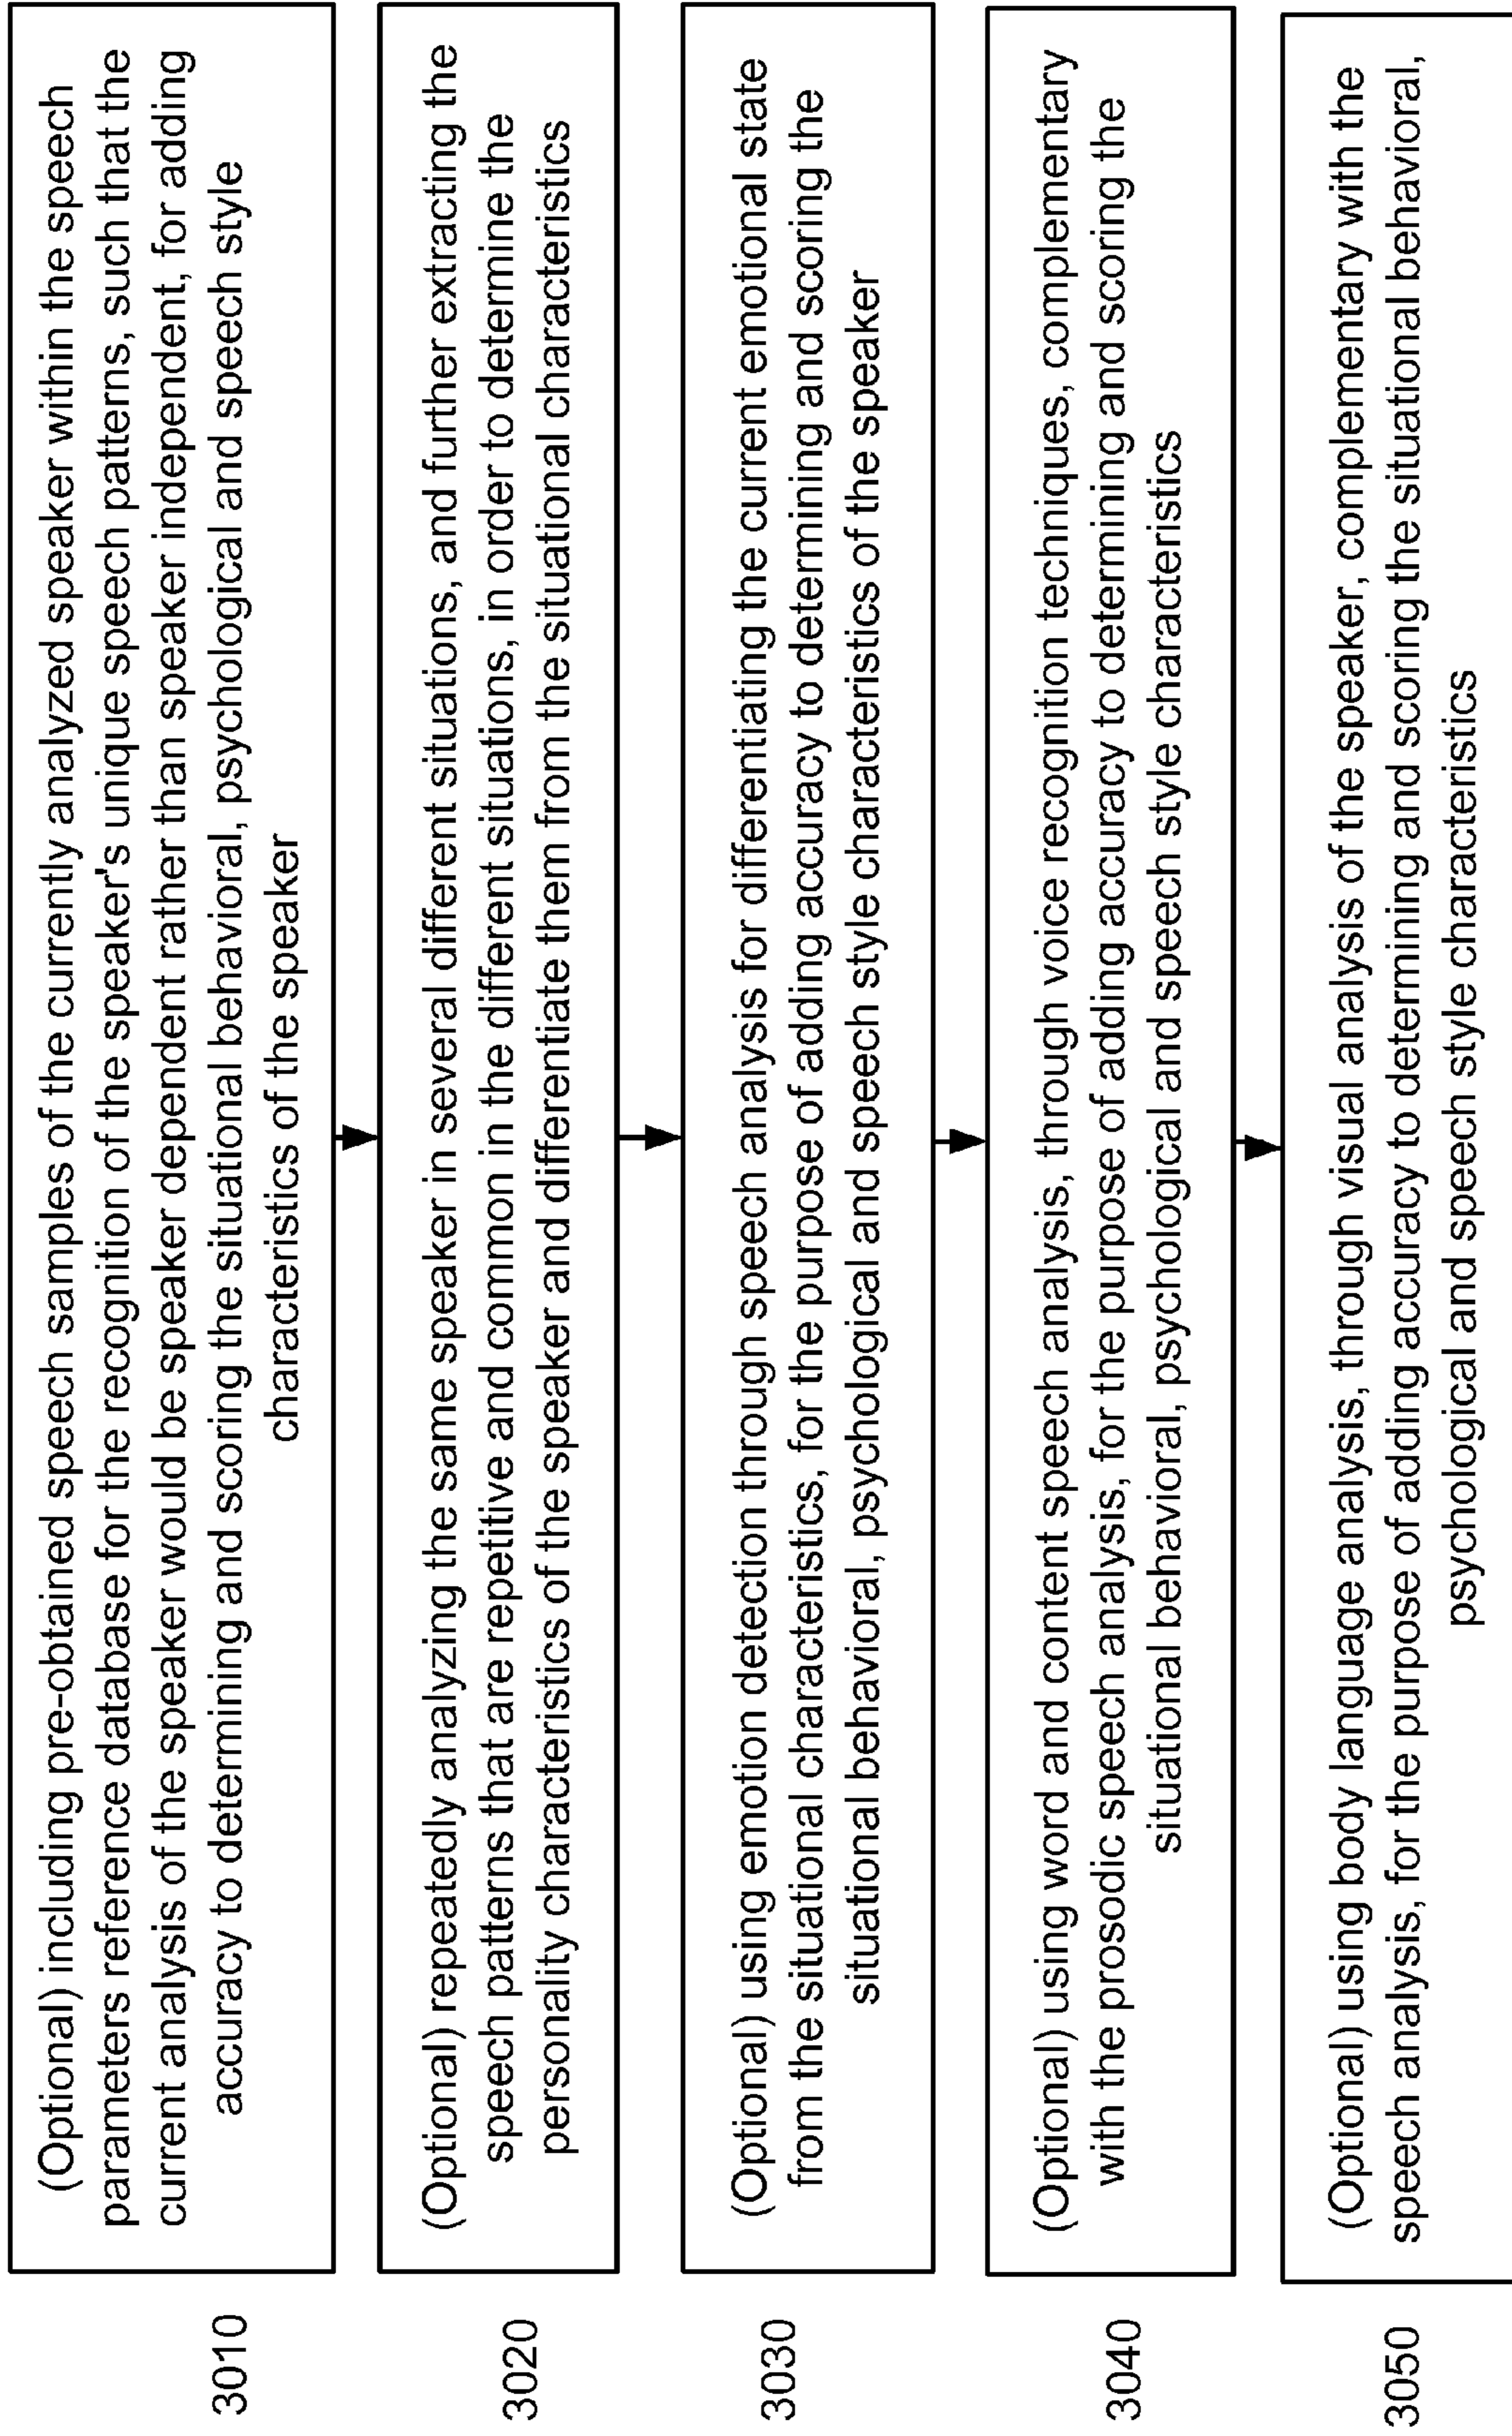 3010
(Optional) including pre-obtained speech samples of the currently analyzed speaker within the speech
parameters reference database for the recognition of the speaker's unique speech patterns, such that the
current analysis of the speaker would be speaker dependent rather than speaker independent, for adding
accuracy to determining and scoring the situational behavioral, psychological and speech style
characteristics of the speaker
3020
(Optional) repeatedly analyzing the same speaker in several different situations, and further extracting the
speech patterns that are repetitive and common in the different situations, in order to determine the
personality characteristics of the speaker and differentiate them from the situational characteristics
3030
(Optional) using emotion detection through speech analysis for differentiating the current emotional state
from the situational characteristics, for the purpose of adding accuracy to determining and scoring the
situational behavioral, psychological and speech style characteristics of the speaker
3040
(Optional) using word and content speech analysis, through voice recognition techniques, complementary
with the prosodic speech analysis, for the purpose of adding accuracy to determining and scoring the
situational behavioral, psychological and speech style characteristics
3050
(Optional) using body language analysis, through visual analysis of the speaker, complementary with the
speech analysis, for the purpose of adding accuracy to determining and scoring the situational behavioral,
psychological and speech style characteristics